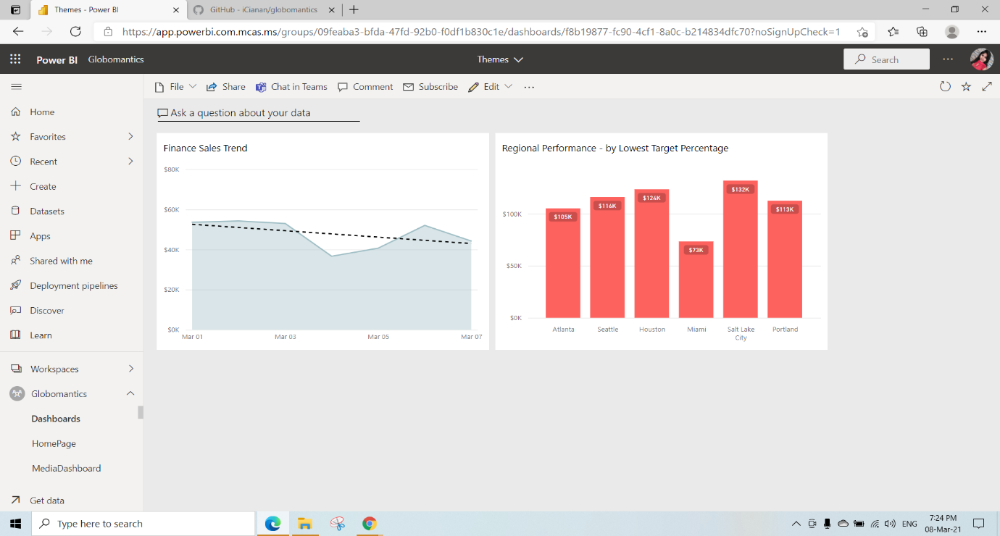 Themes - Power BI
GitHub - iCianan/globomantics
https://app.powerbi.com.mcas.ms/groups/09feaba3-bfda-47fd-92b0-f0df1b830c1e/dashboards/f8b19877-fc90-4cf1-8a0c-b214834dfc70?noSignUpCheck=1
Power BI Globomantics
Themes
Search
File
Share
Chat in Teams
Comment
Subscribe
Edit
Home
Favorites
Recent
Create
Datasets
Apps
Shared with me
Deployment pipelines
Discover
Learn
Workspaces
Globomantics
Dashboards
HomePage
MediaDashboard
Get data
Ask a question about your data
Finance Sales Trend
$80K
$60K
$40K
$20K
$0K
Mar 01 Mar 03 Mar 05 Mar 07
Regional Performance - by Lowest Target Percentage
$100K
$50K
$0K
$105K
$116K
$124K
$73K
$132K
$113K
Atlanta Seattle Houston Miami Salt Lake City Portland
Type here to search
ENG
7:24 PM
08-Mar-21